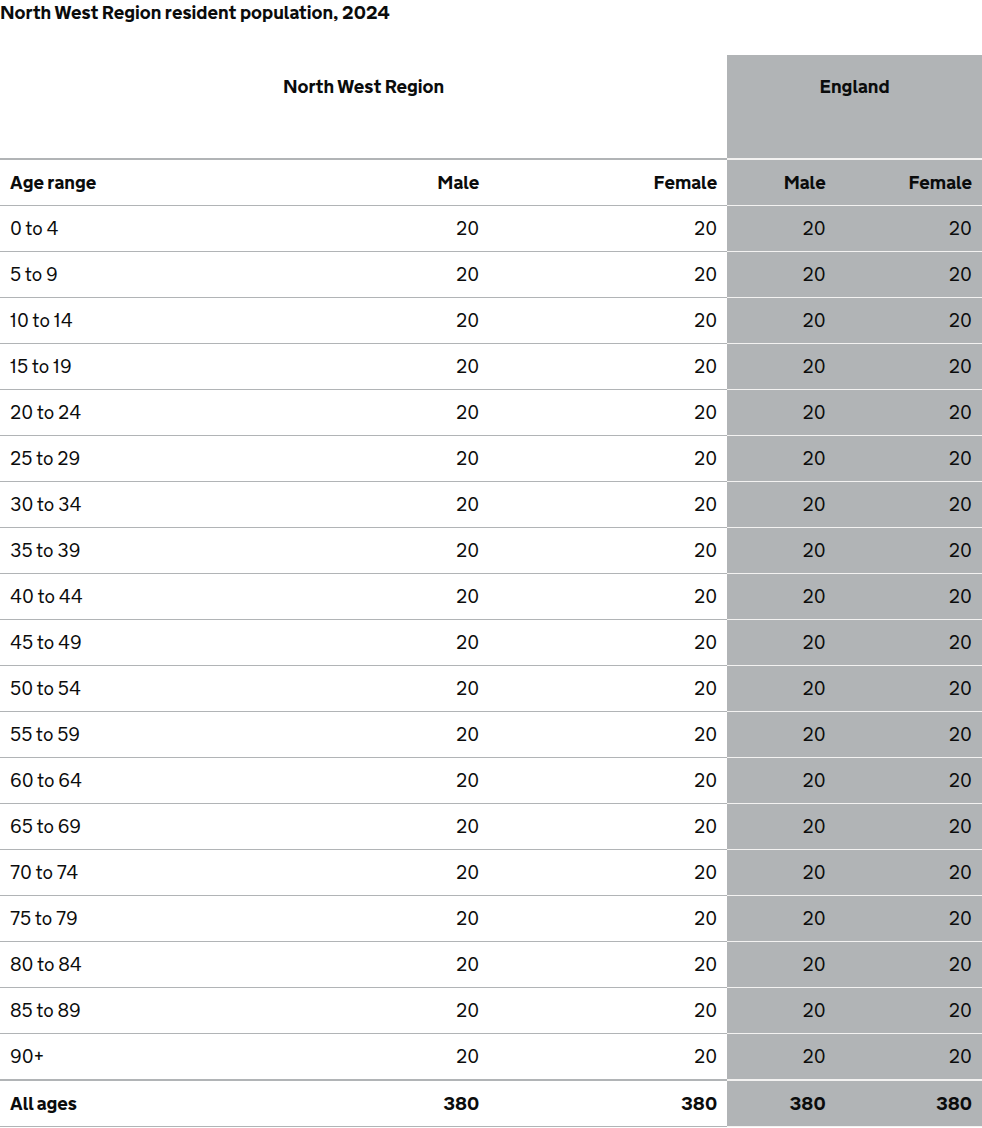 North West Region resident population, 2024
North West Region England
Age range Male Female Male Female
0 to 4 20 20 20 20
5 to 9 20 20 20 20
10 to 14 20 20 20 20
15 to 19 20 20 20 20
20 to 24 20 20 20 20
25 to 29 20 20 20 20
30 to 34 20 20 20 20
35 to 39 20 20 20 20
40 to 44 20 20 20 20
45 to 49 20 20 20 20
50 to 54 20 20 20 20
55 to 59 20 20 20 20
60 to 64 20 20 20 20
65 to 69 20 20 20 20
70 to 74 20 20 20 20
75 to 79 20 20 20 20
80 to 84 20 20 20 20
85 to 89 20 20 20 20
90+ 20 20 20 20
All ages 380 380 380 380